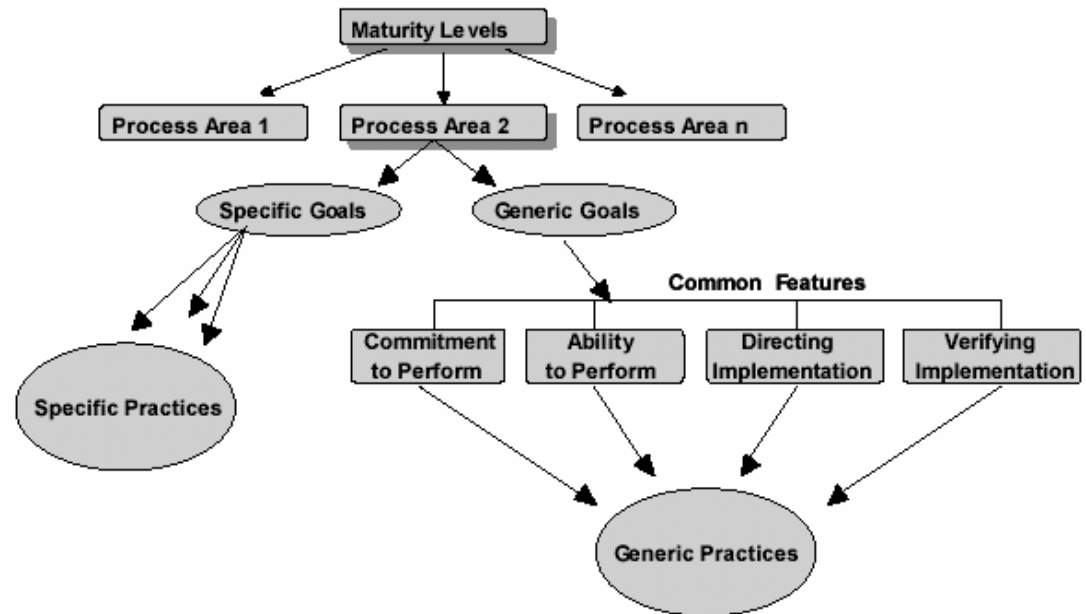 Maturity Levels
Process Area 1
Process Area 2
Process Area n
Specific Goals
Generic Goals
Common Features
Commitment
to Perform
Ability
to Perform
Directing
Implementation
Verifying
Implementation
Specific Practices
Generic Practices